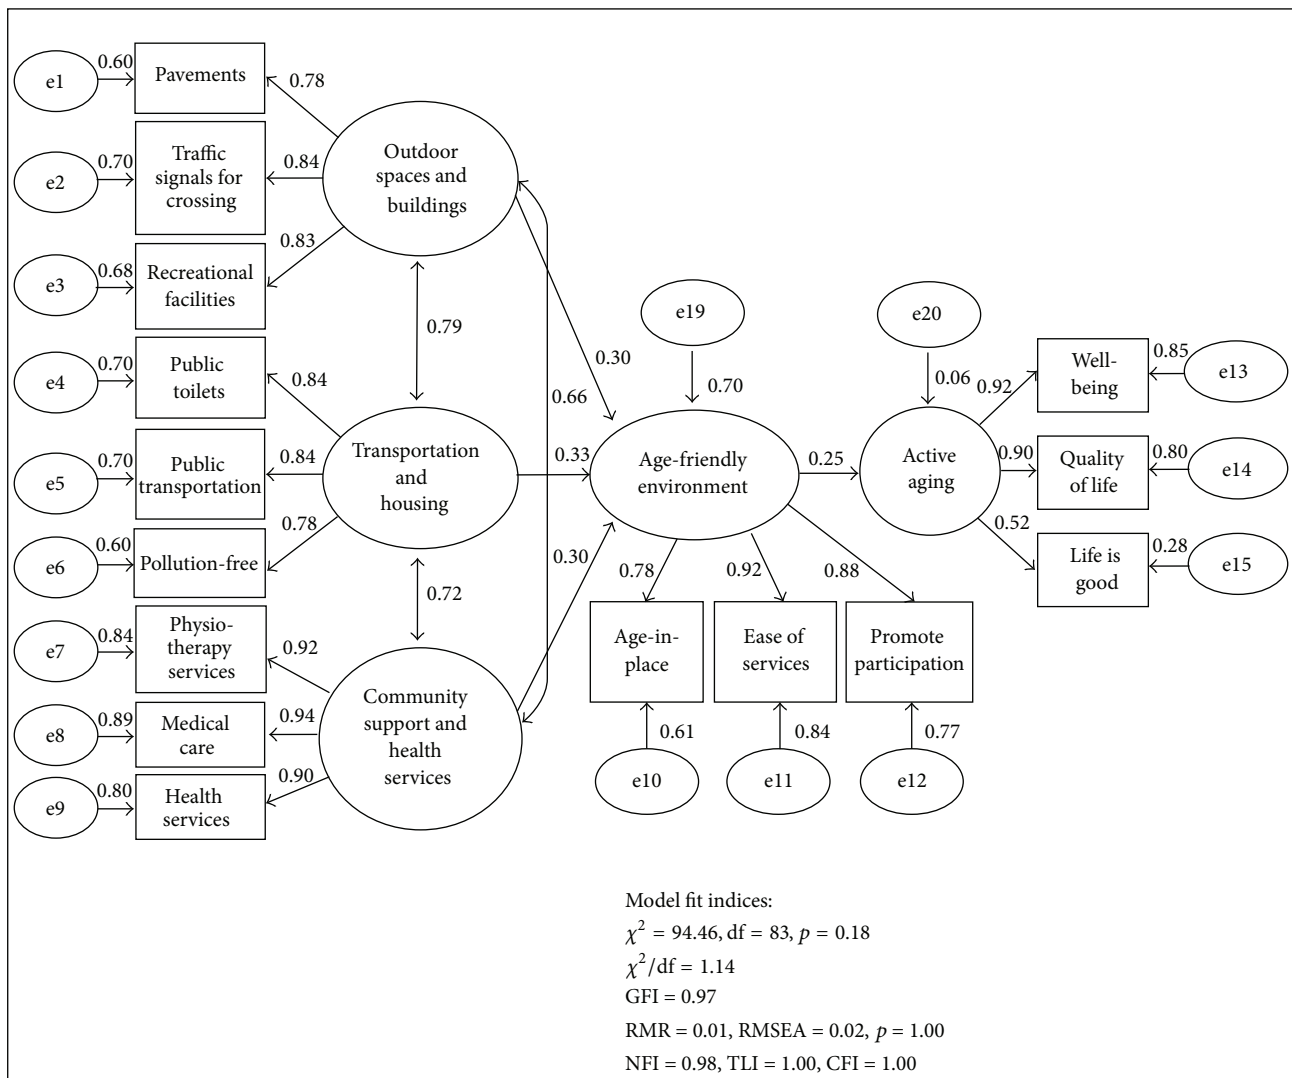 e1
0.60
Pavements
0.78
e2
0.70
Traffic
signals for
crossing
0.84
Outdoor
spaces and
buildings
e3
0.68
Recreational
facilities
0.83
0.79
e4
0.70
Public
toilets
0.84
e5
0.70
Public
transportation
0.84
Transportation
and
housing
e6
0.60
Pollution-free
0.78
0.72
e7
0.84
Physio-
therapy
services
0.92
e8
0.89
Medical
care
0.94
Community
support and
health
services
e9
0.80
Health
services
0.90
0.30
0.66
0.33
0.30
e19
0.70
Age-friendly
environment
0.25
e20
0.06
Active
aging
0.92
Well-
being
0.85
e13
0.90
Quality
of life
0.80
e14
0.52
Life is
good
0.28
e15
0.78
0.92
0.88
Age-in-
place
Ease of
services
Promote
participation
0.61
0.84
0.77
e10
e11
e12
Model fit indices:
χ² = 94.46, df = 83, p = 0.18
χ²/df = 1.14
GFI = 0.97
RMR = 0.01, RMSEA = 0.02, p = 1.00
NFI = 0.98, TLI = 1.00, CFI = 1.00